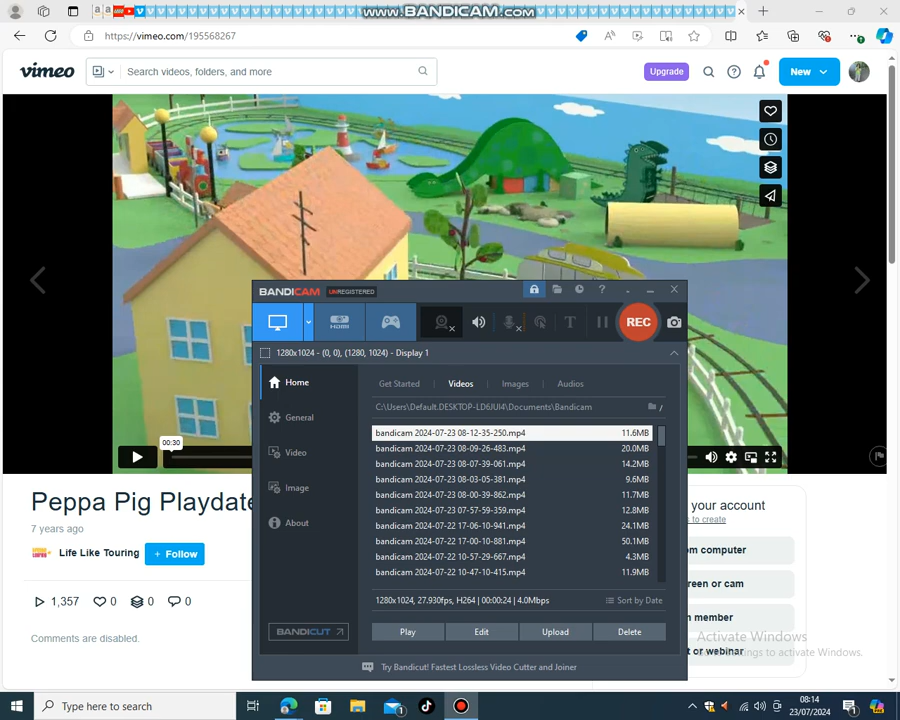 www.BANDICAM.com
https://vimeo.com/195568267
vimeo
Search videos, folders, and more
Upgrade
New
BANDICAM UNREGISTERED
HDMI
REC
1280x1024 - (0, 0), (1280, 1024) - Display 1
Home
General
Video
Image
About
Get Started
Videos
Images
Audios
C:\Users\Default.DESKTOP-LD6JUI4\Documents\Bandicam
bandicam 2024-07-23 08-12-35-250.mp4 11.6MB
bandicam 2024-07-23 08-09-26-483.mp4 20.0MB
bandicam 2024-07-23 08-07-39-061.mp4 14.2MB
bandicam 2024-07-23 08-03-05-381.mp4 9.6MB
bandicam 2024-07-23 08-00-39-862.mp4 11.7MB
bandicam 2024-07-23 07-57-59-359.mp4 12.8MB
bandicam 2024-07-22 17-06-10-941.mp4 24.1MB
bandicam 2024-07-22 17-00-10-881.mp4 50.1MB
bandicam 2024-07-22 10-57-29-667.mp4 4.3MB
bandicam 2024-07-22 10-47-10-415.mp4 11.9MB
1280x1024, 27.930fps, H264 | 00:00:24 | 4.0Mbps
Sort by Date
BANDICUT
Play
Edit
Upload
Delete
Try Bandicut! Fastest Lossless Video Cutter and Joiner
00:30
Peppa Pig Playdate
7 years ago
Life Like Touring
+ Follow
1,357
0
0
0
Comments are disabled.
your account
to create
om computer
reen or cam
m member
t or webinar
Activate Windows
Settings to activate Windows.
Type here to search
1
08:14
23/07/2024
1